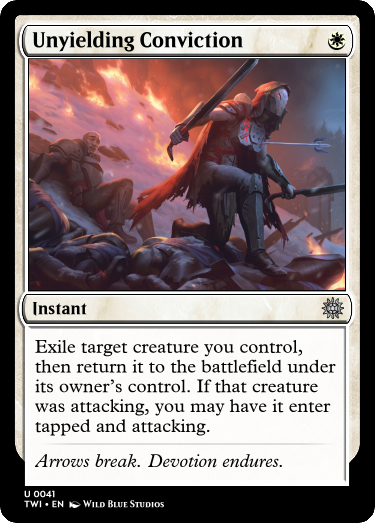 Unyielding Conviction
Instant
Exile target creature you control,
then return it to the battlefield under
its owner's control. If that creature
was attacking, you may have it enter
tapped and attacking.
Arrows break. Devotion endures.
U 0041
TWI • EN Wild Blue Studios